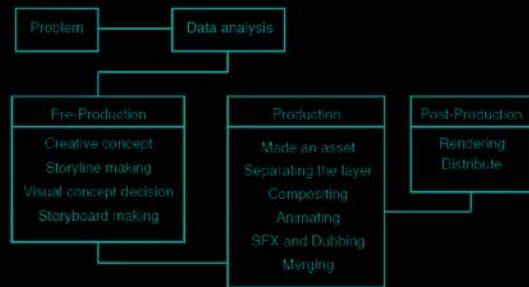 Problem
Data analysis
Pre-Production
Creative concept
Storyline making
Visual concept decision
Storyboard making
Production
Made an asset
Separating the layer
Compositing
Animating
SFX and Dubbing
Merging
Post-Production
Rendering
Distribute